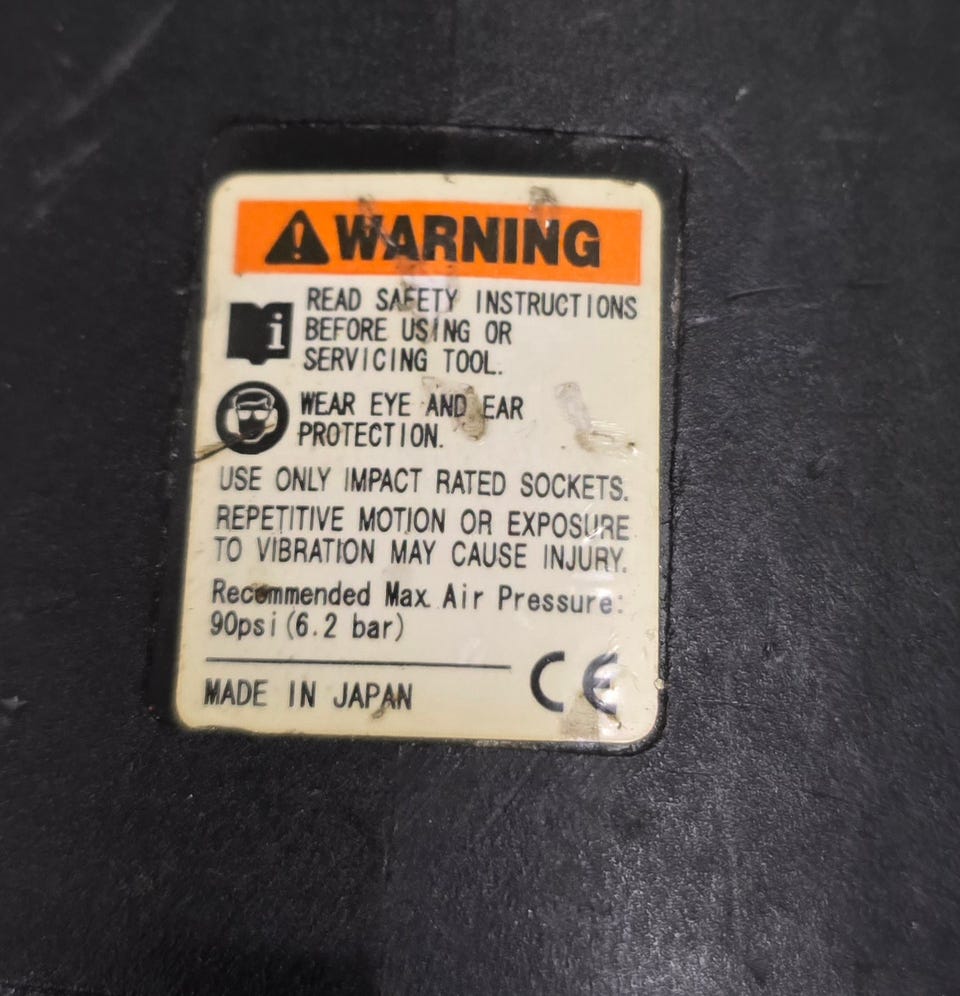 WARNING
READ SAFETY INSTRUCTIONS
BEFORE USING OR
SERVICING TOOL.
WEAR EYE AND EAR
PROTECTION.
USE ONLY IMPACT RATED SOCKETS.
REPETITIVE MOTION OR EXPOSURE
TO VIBRATION MAY CAUSE INJURY.
Recommended Max. Air Pressure:
90psi(6.2 bar)
MADE IN JAPAN CE